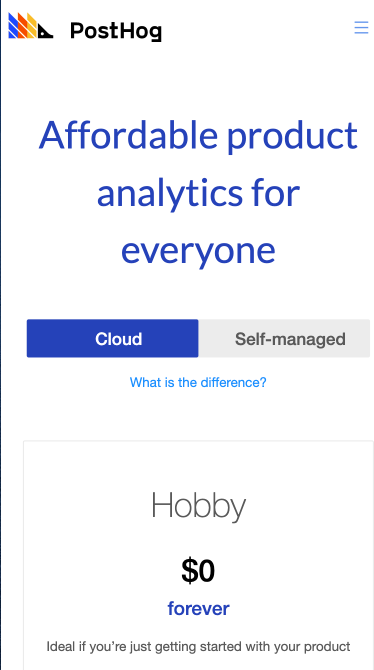 PostHog
Affordable product
analytics for
everyone
Cloud
Self-managed
What is the difference?
Hobby
$0
forever
Ideal if you’re just getting started with your product